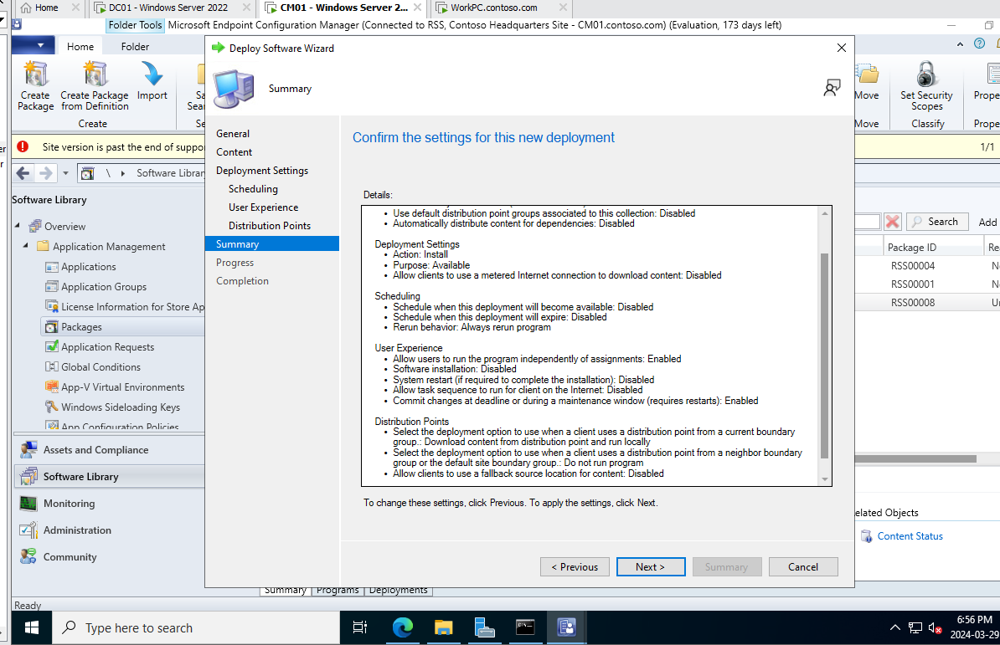 Home
DC01 - Windows Server 2022
CM01 - Windows Server 2...
WorkPC.contoso.com
Folder Tools
Microsoft Endpoint Configuration Manager (Connected to RSS, Contoso Headquarters Site - CM01.contoso.com) (Evaluation, 173 days left)
Home
Folder
Create
Package
Create Package
from Definition
Import
Create
Move
Move
Set Security
Scopes
Classify
Site version is past the end of suppo
1/1
\
Software Librar
Software Library
Overview
Application Management
Applications
Application Groups
License Information for Store Ap
Packages
Application Requests
Global Conditions
App-V Virtual Environments
Windows Sideloading Keys
App Configuration Policies
Assets and Compliance
Software Library
Monitoring
Administration
Community
Ready
Deploy Software Wizard
Summary
General
Content
Deployment Settings
Scheduling
User Experience
Distribution Points
Summary
Progress
Completion
Confirm the settings for this new deployment
Details:
• Use default distribution point groups associated to this collection: Disabled
• Automatically distribute content for dependencies: Disabled
Deployment Settings
• Action: Install
• Purpose: Available
• Allow clients to use a metered Internet connection to download content: Disabled
Scheduling
• Schedule when this deployment will become available: Disabled
• Schedule when this deployment will expire: Disabled
• Rerun behavior: Always rerun program
User Experience
• Allow users to run the program independently of assignments: Enabled
• Software installation: Disabled
• System restart (if required to complete the installation): Disabled
• Allow task sequence to run for client on the Internet: Disabled
• Commit changes at deadline or during a maintenance window (requires restarts): Enabled
Distribution Points
• Select the deployment option to use when a client uses a distribution point from a current boundary
group.: Download content from distribution point and run locally
• Select the deployment option to use when a client uses a distribution point from a neighbor boundary
group or the default site boundary group.: Do not run program
• Allow clients to use a fallback source location for content: Disabled
To change these settings, click Previous. To apply the settings, click Next.
< Previous
Next >
Summary
Cancel
Search
Add
Package ID
RSS00004
RSS00001
RSS00008
elated Objects
Content Status
Summary
Programs
Deployments
Type here to search
6:56 PM
2024-03-29